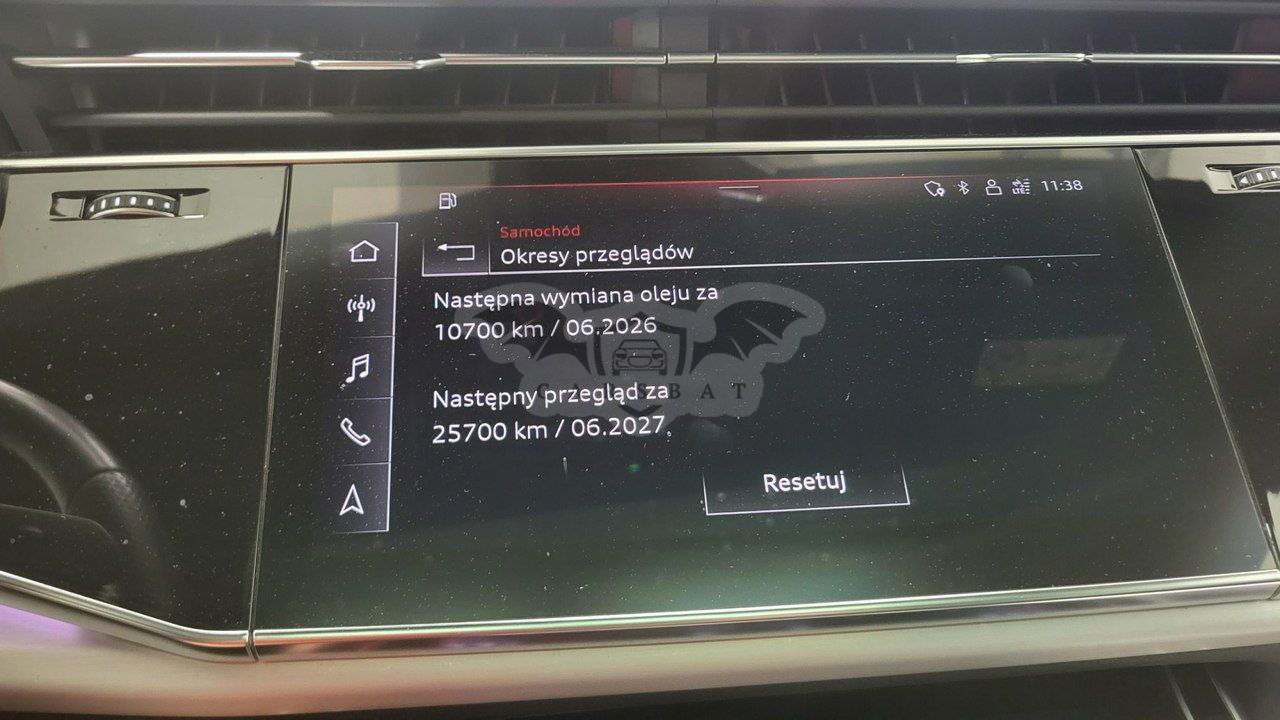 11:38
Samochód
Okresy przeglądów
Następna wymiana oleju za
10700 km / 06.2026
Następny przegląd za
25700 km / 06.2027
CARSBAT
Resetuj